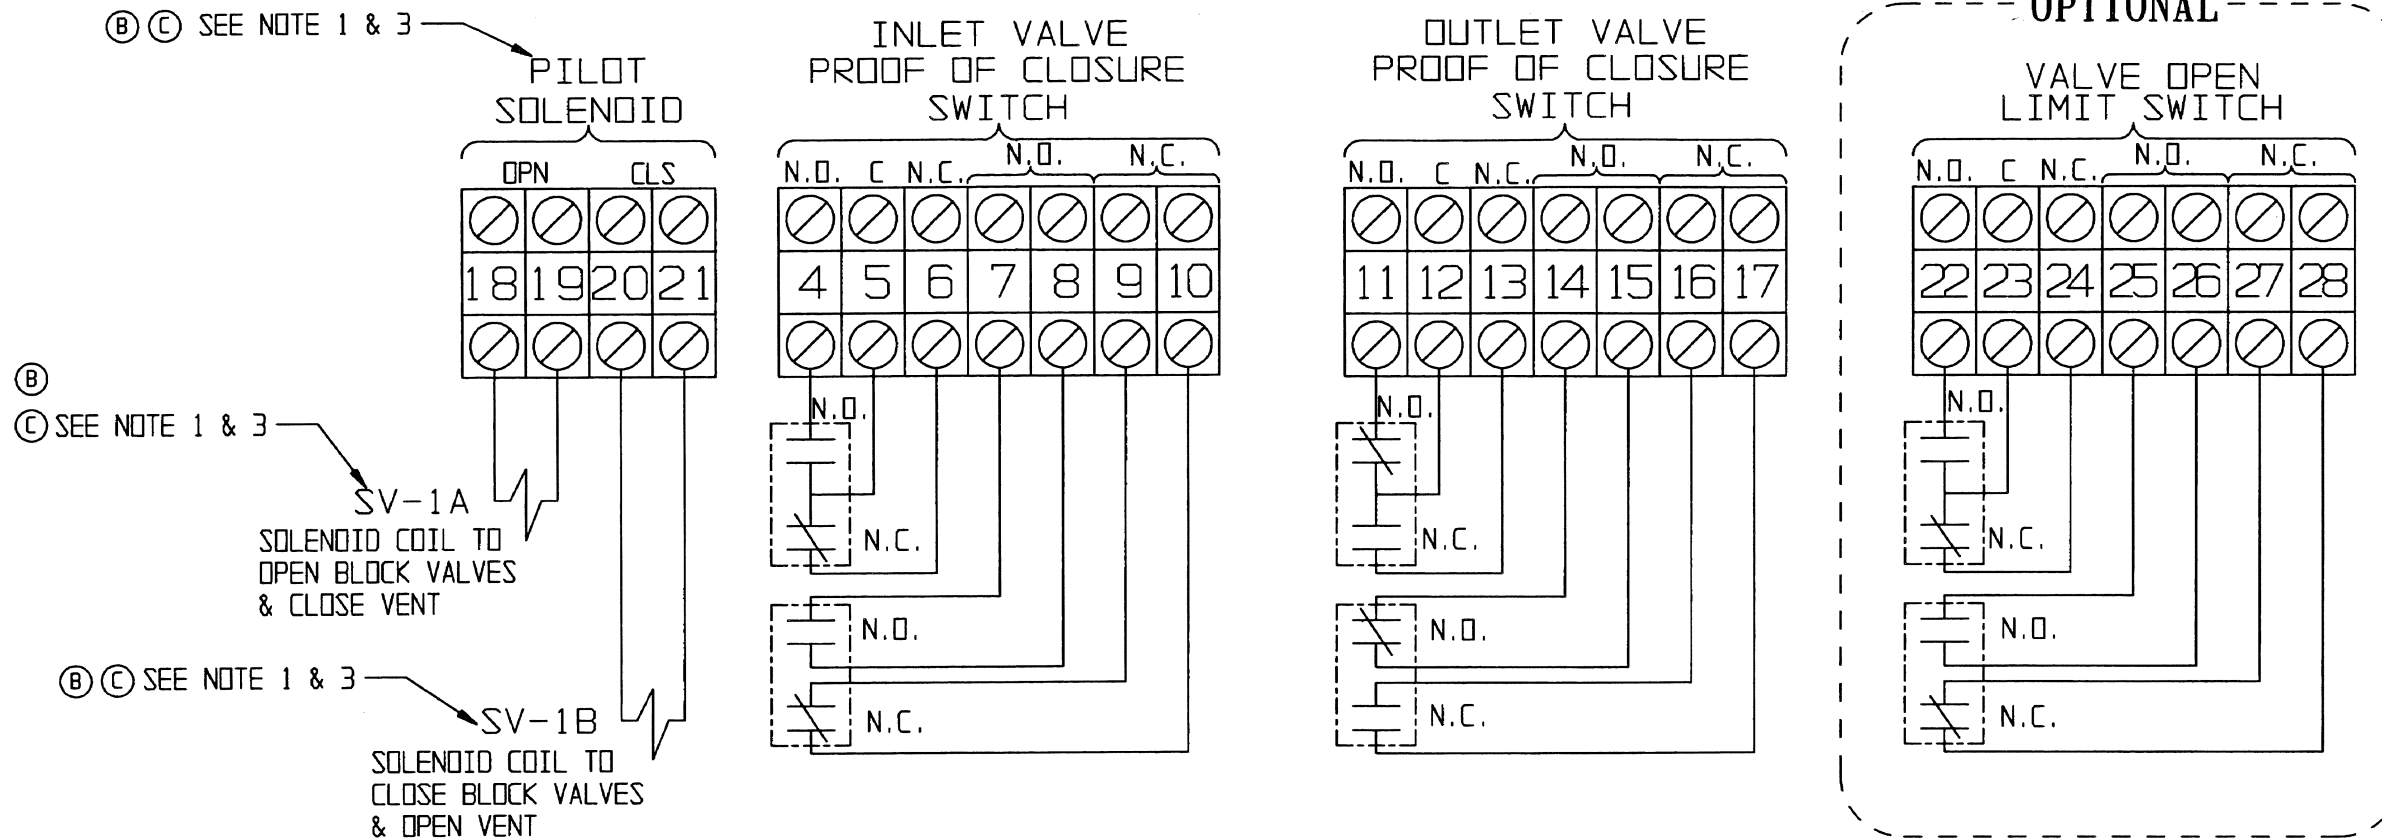 Ⓑ Ⓒ SEE NOTE 1 & 3
PILOT
SOLENOID
OPN CLS
18 19 20 21
Ⓑ
Ⓒ SEE NOTE 1 & 3
SV-1A
SOLENOID COIL TO
OPEN BLOCK VALVES
& CLOSE VENT
Ⓑ Ⓒ SEE NOTE 1 & 3
SV-1B
SOLENOID COIL TO
CLOSE BLOCK VALVES
& OPEN VENT
INLET VALVE
PROOF OF CLOSURE
SWITCH
N.O. C N.C. N.O. N.C.
4 5 6 7 8 9 10
N.O.
N.C.
N.O.
N.C.
OUTLET VALVE
PROOF OF CLOSURE
SWITCH
N.O. C N.C. N.O. N.C.
11 12 13 14 15 16 17
N.O.
N.C.
N.O.
N.C.
OPTIONAL
VALVE OPEN
LIMIT SWITCH
N.O. C N.C. N.O. N.C.
22 23 24 25 26 27 28
N.O.
N.C.
N.O.
N.C.